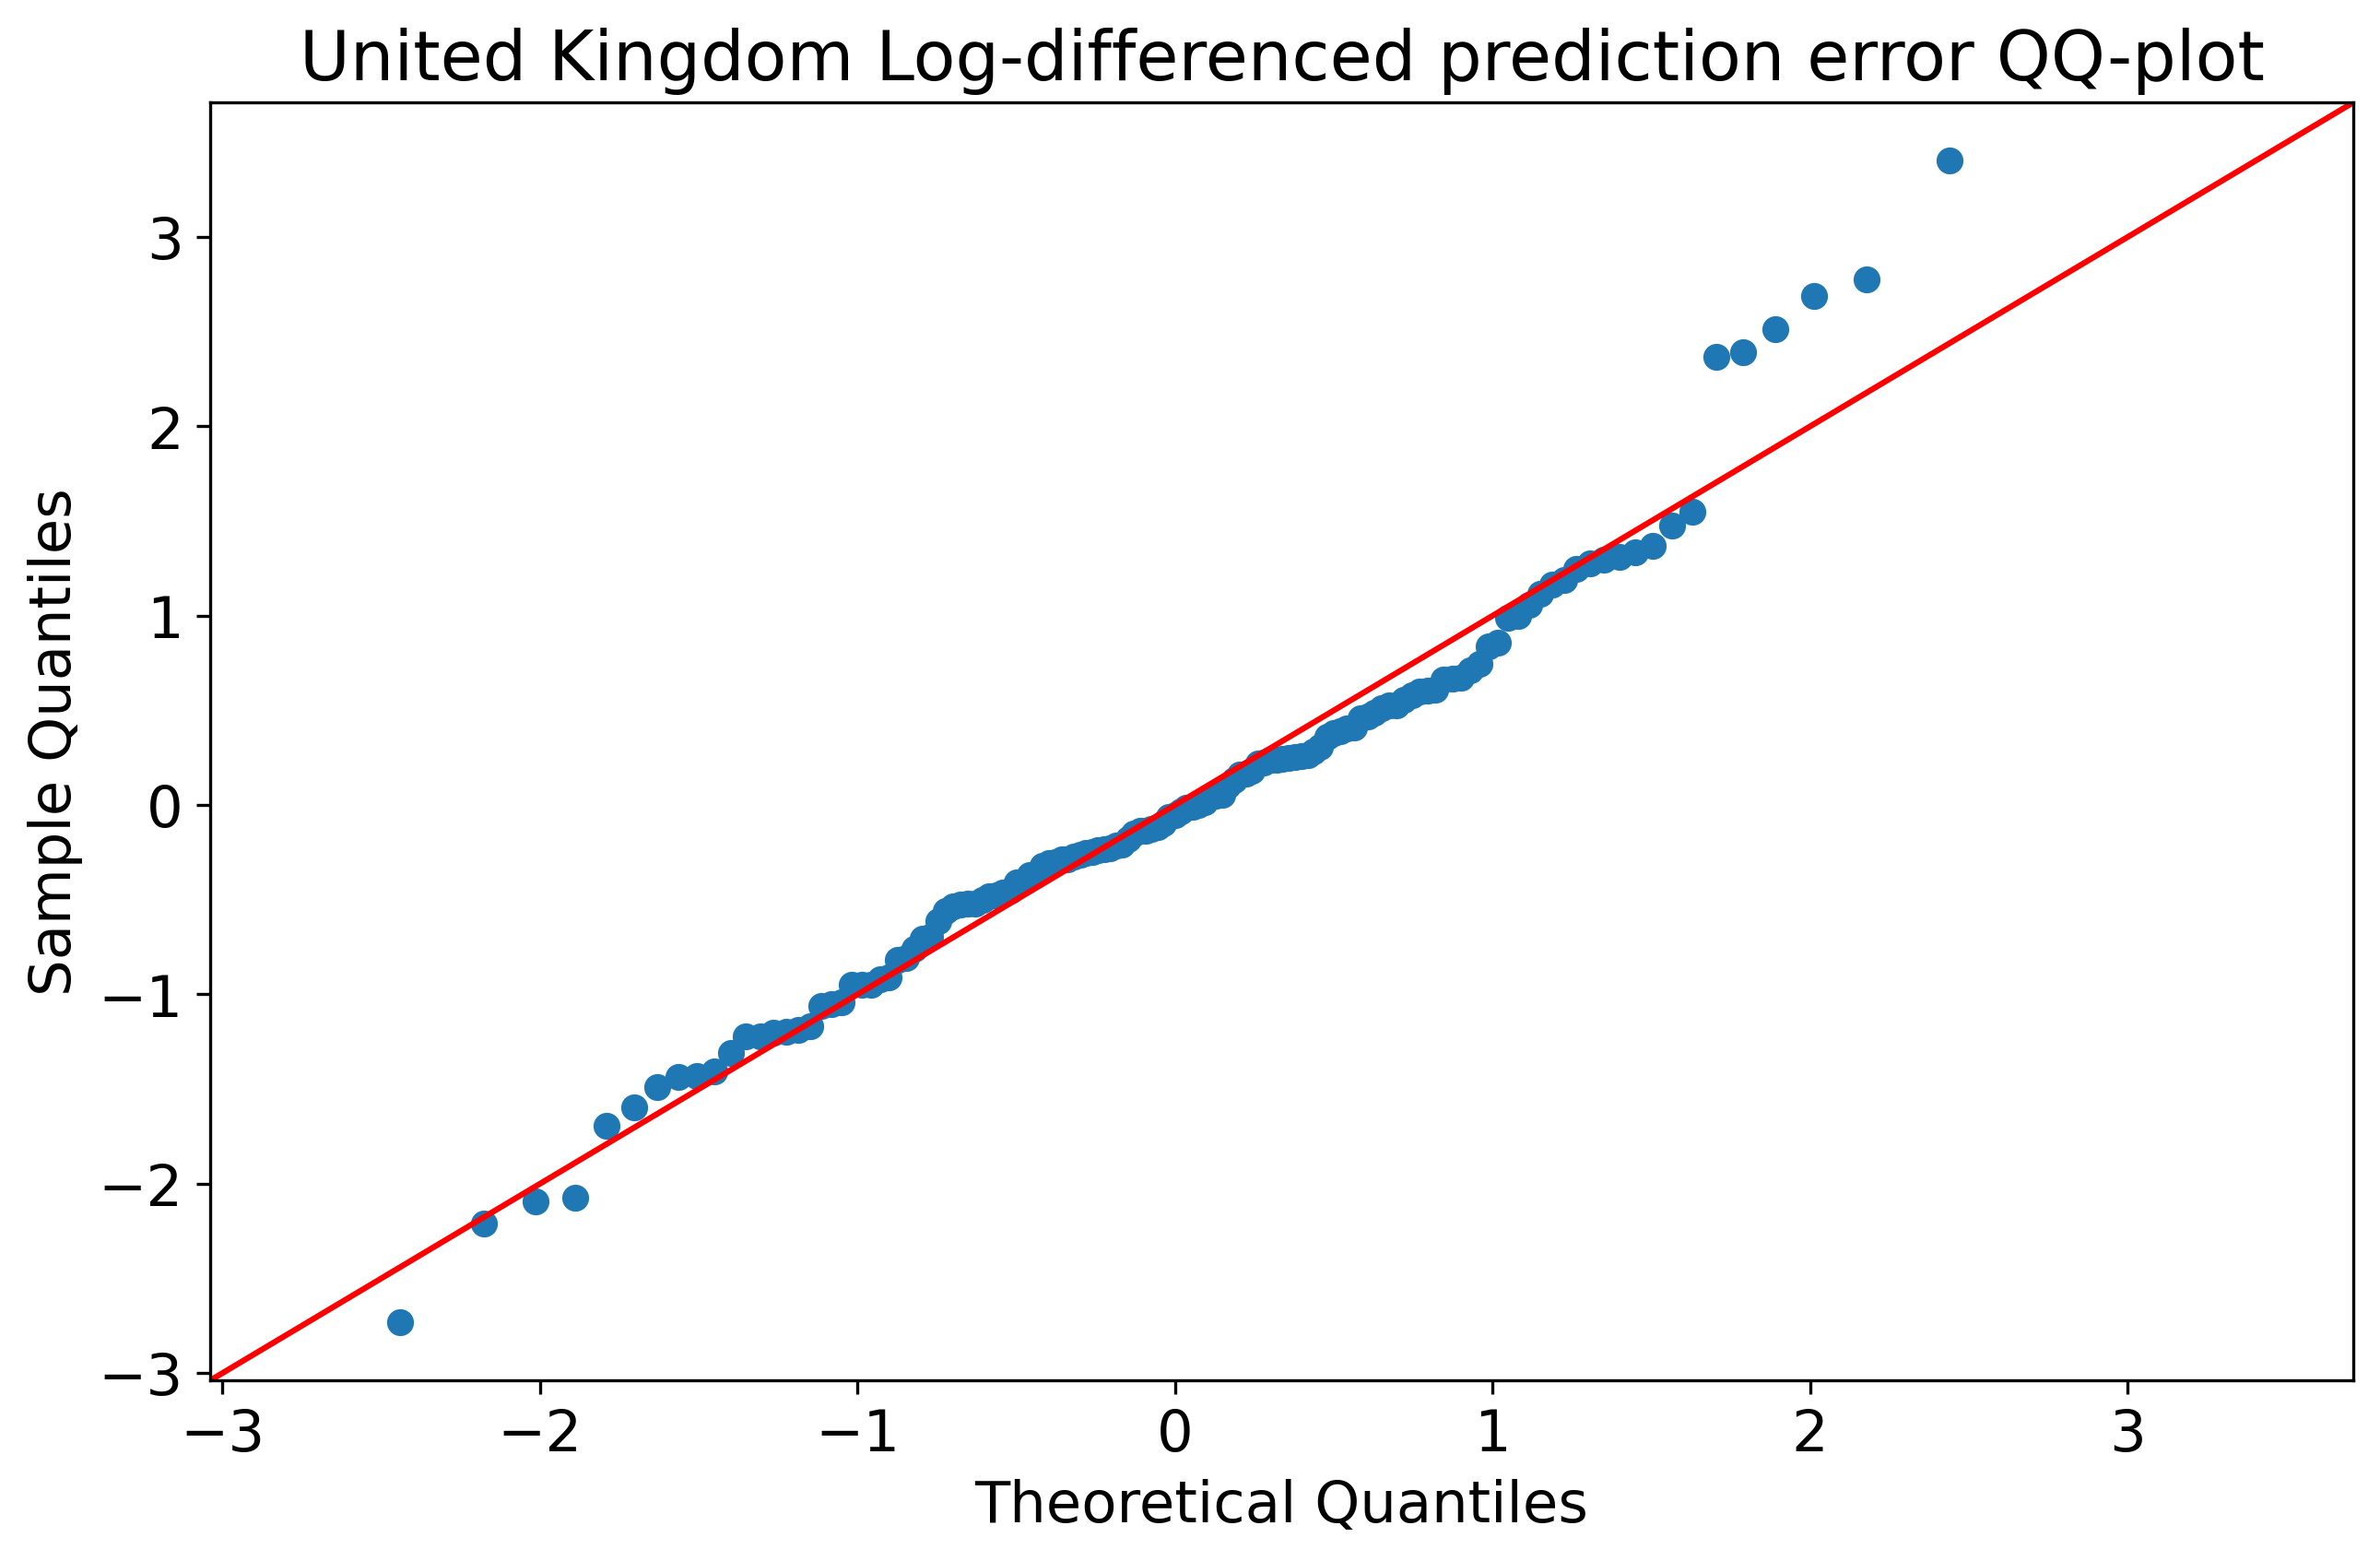 United Kingdom Log-differenced prediction error QQ-plot
Sample Quantiles
3
2
1
0
−1
−2
−3
−3 −2 −1 0 1 2 3
Theoretical Quantiles